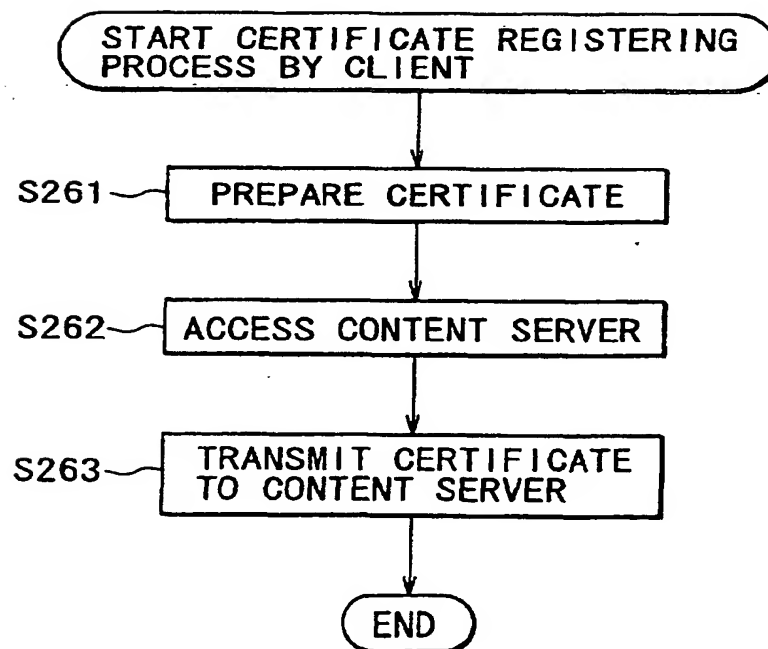 START CERTIFICATE REGISTERING
PROCESS BY CLIENT
S261
PREPARE CERTIFICATE
S262
ACCESS CONTENT SERVER
S263
TRANSMIT CERTIFICATE
TO CONTENT SERVER
END